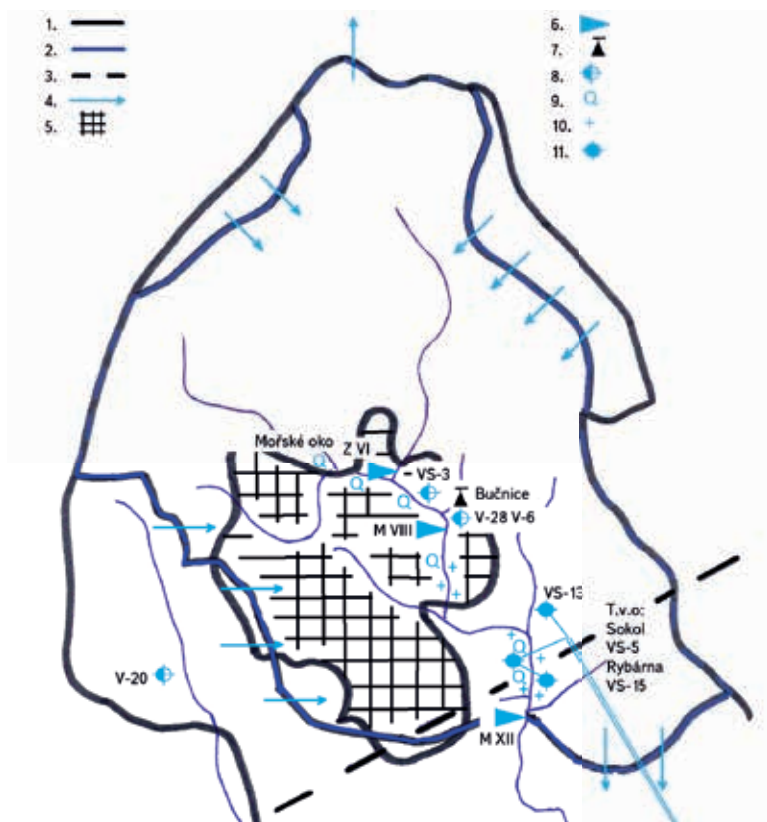 1.
2.
3.
4.
5.
6.
7.
8.
9.
10.
11.
Mořské oko
Z VI
VS-3
Bučnice
V-28 V-6
M VIII
VS-13
T.v.o:
Sokol
VS-5
Rybárna
VS-15
V-20
M XII